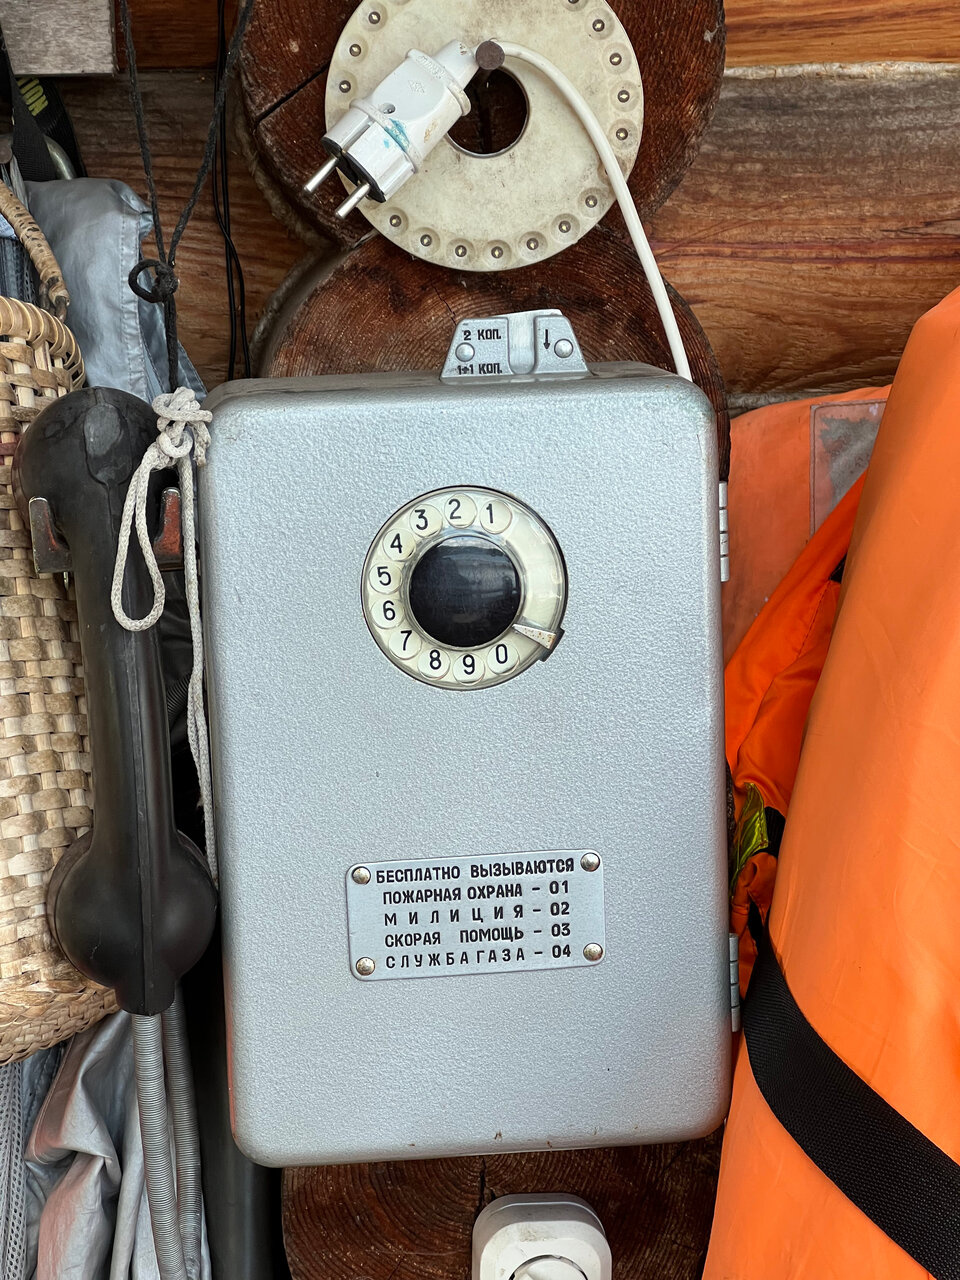 2 КОП.
1+1 КОП.
1
2
3
4
5
6
7
8
9
0
БЕСПЛАТНО ВЫЗЫВАЮТСЯ
ПОЖАРНАЯ ОХРАНА – 01
МИЛИЦИЯ – 02
СКОРАЯ ПОМОЩЬ – 03
СЛУЖБА ГАЗА – 04